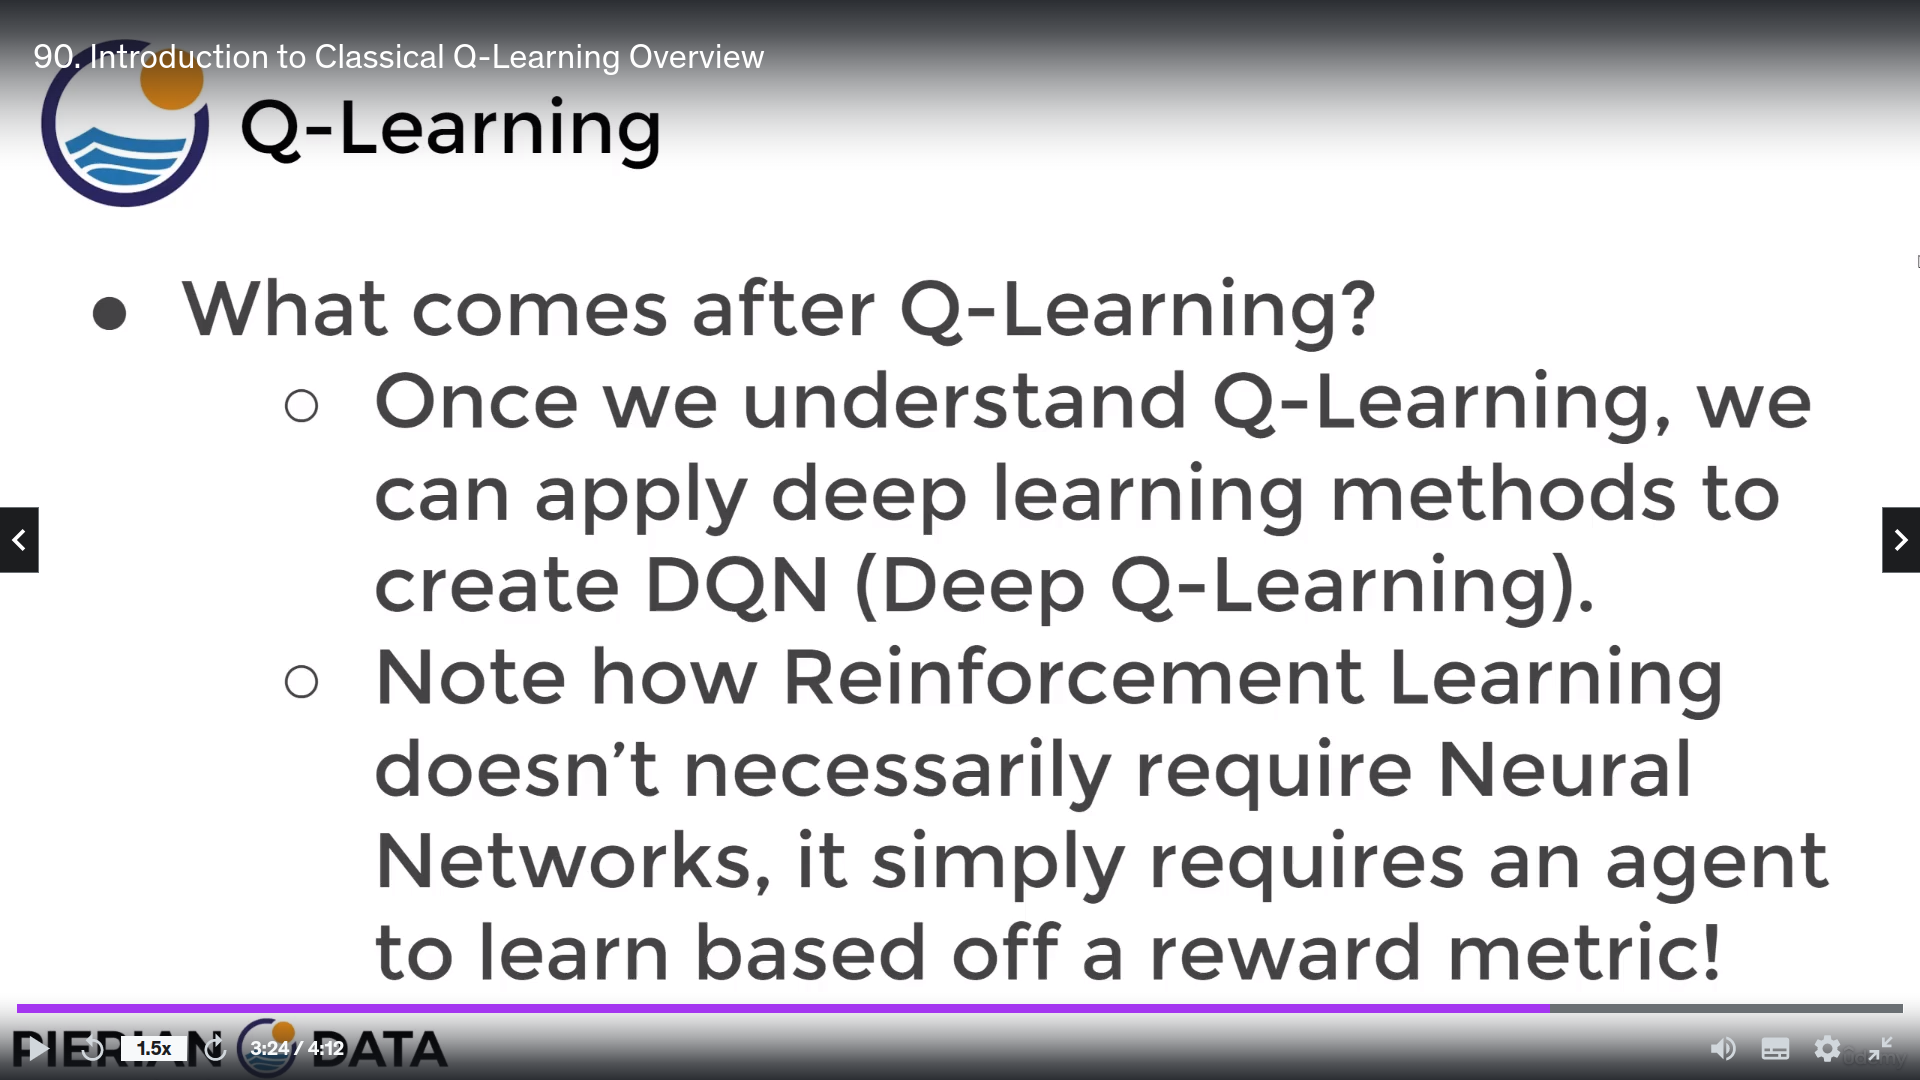 90. Introduction to Classical Q-Learning Overview
Q-Learning
What comes after Q-Learning?
Once we understand Q-Learning, we
can apply deep learning methods to
create DQN (Deep Q-Learning).
Note how Reinforcement Learning
doesn’t necessarily require Neural
Networks, it simply requires an agent
to learn based off a reward metric!
PIERIAN DATA
1.5x
3:24 / 4:12
Udemy